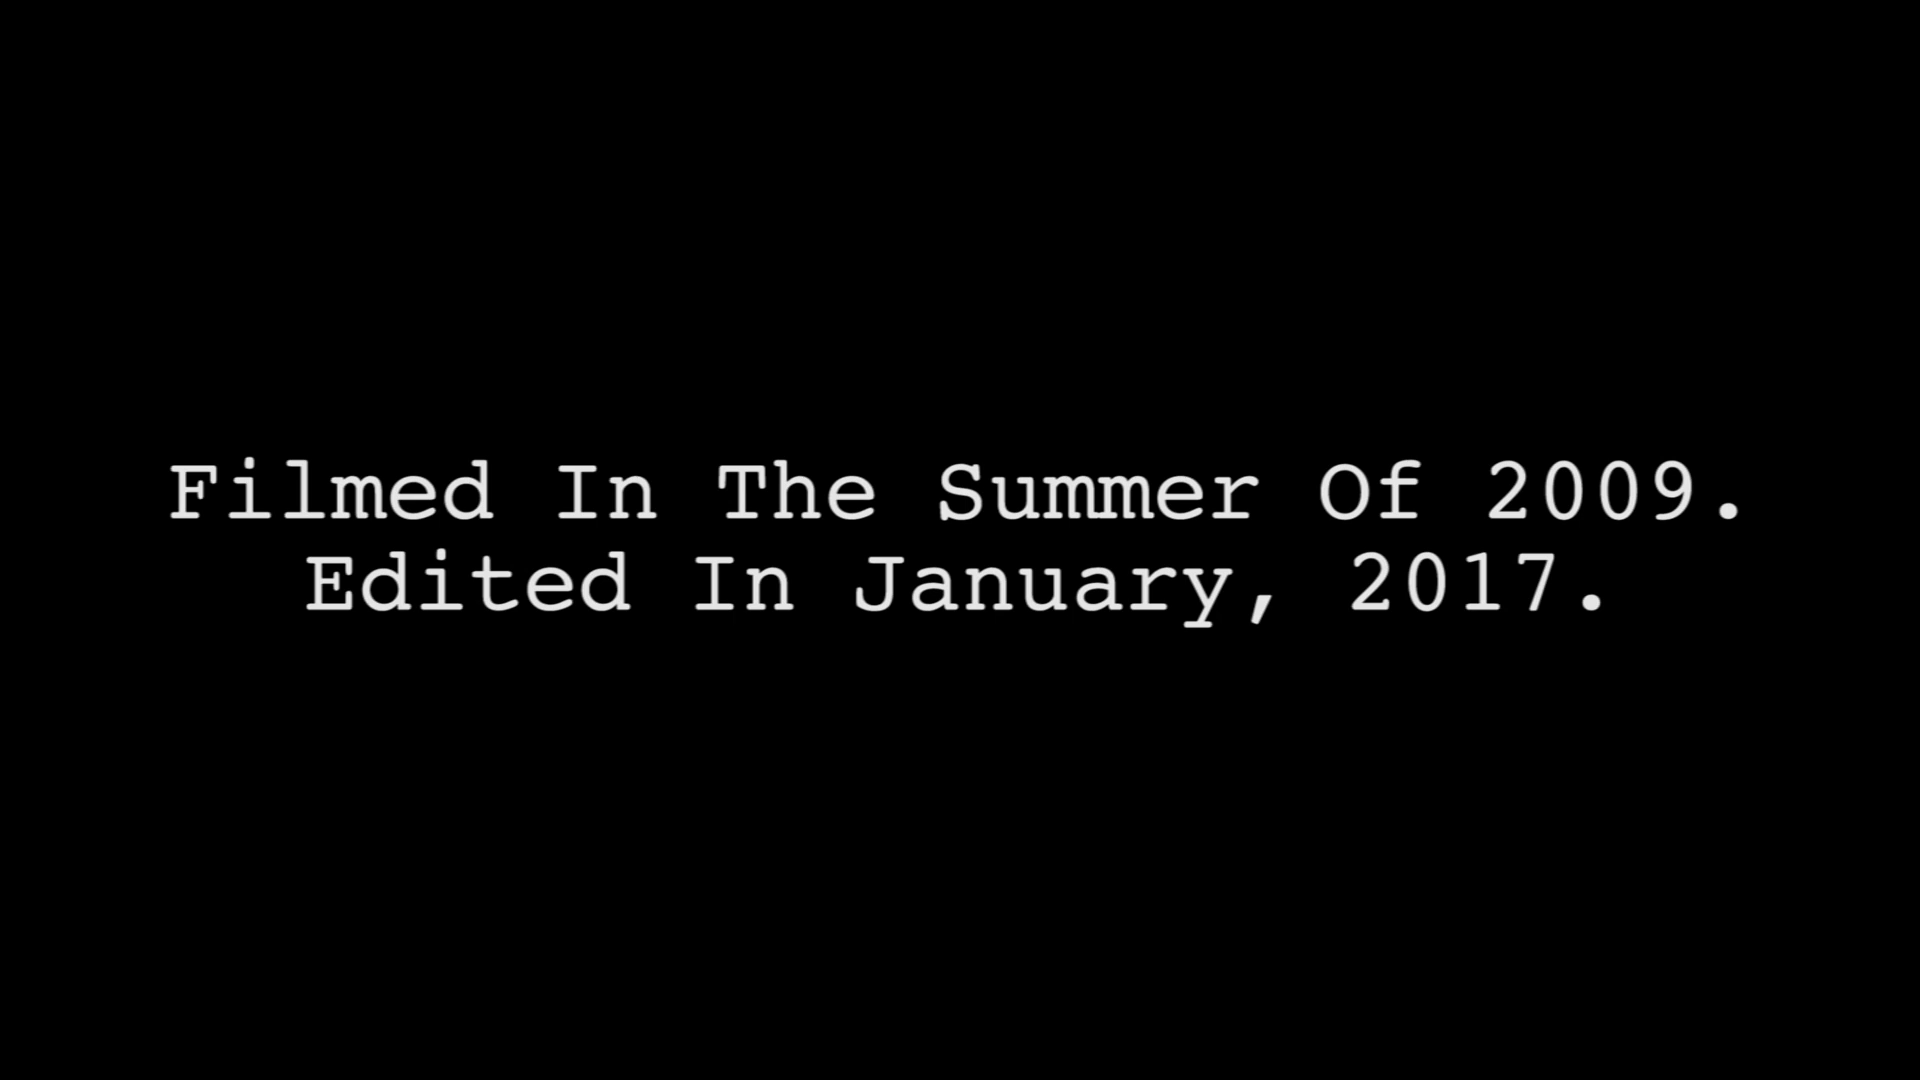 Filmed In The Summer Of 2009.
Edited In January, 2017.